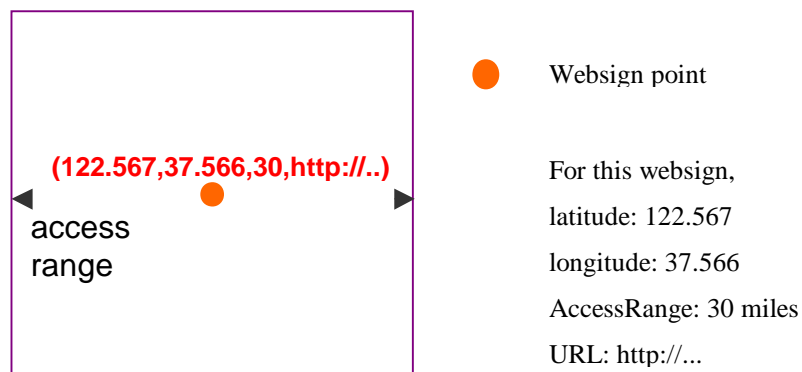 (122.567,37.566,30,http://..)
access
range
Websign point
For this websign,
latitude: 122.567
longitude: 37.566
AccessRange: 30 miles
URL: http://...